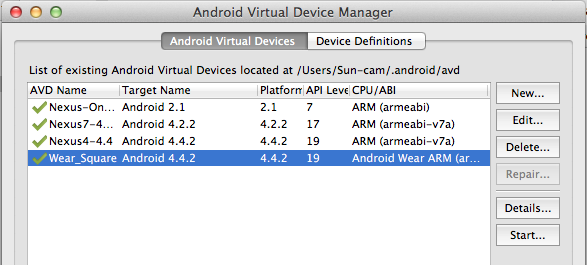 Android Virtual Device Manager
Android Virtual Devices Device Definitions
List of existing Android Virtual Devices located at /Users/Sun-cam/.android/avd
AVD Name Target Name Platform API Leve CPU/ABI
Nexus-On... Android 2.1 2.1 7 ARM (armeabi)
Nexus7-4... Android 4.2.2 4.2.2 17 ARM (armeabi-v7a)
Nexus4-4.4 Android 4.4.2 4.4.2 19 ARM (armeabi-v7a)
Wear_Square Android 4.4.2 4.4.2 19 Android Wear ARM (ar...
New...
Edit...
Delete...
Repair...
Details...
Start...